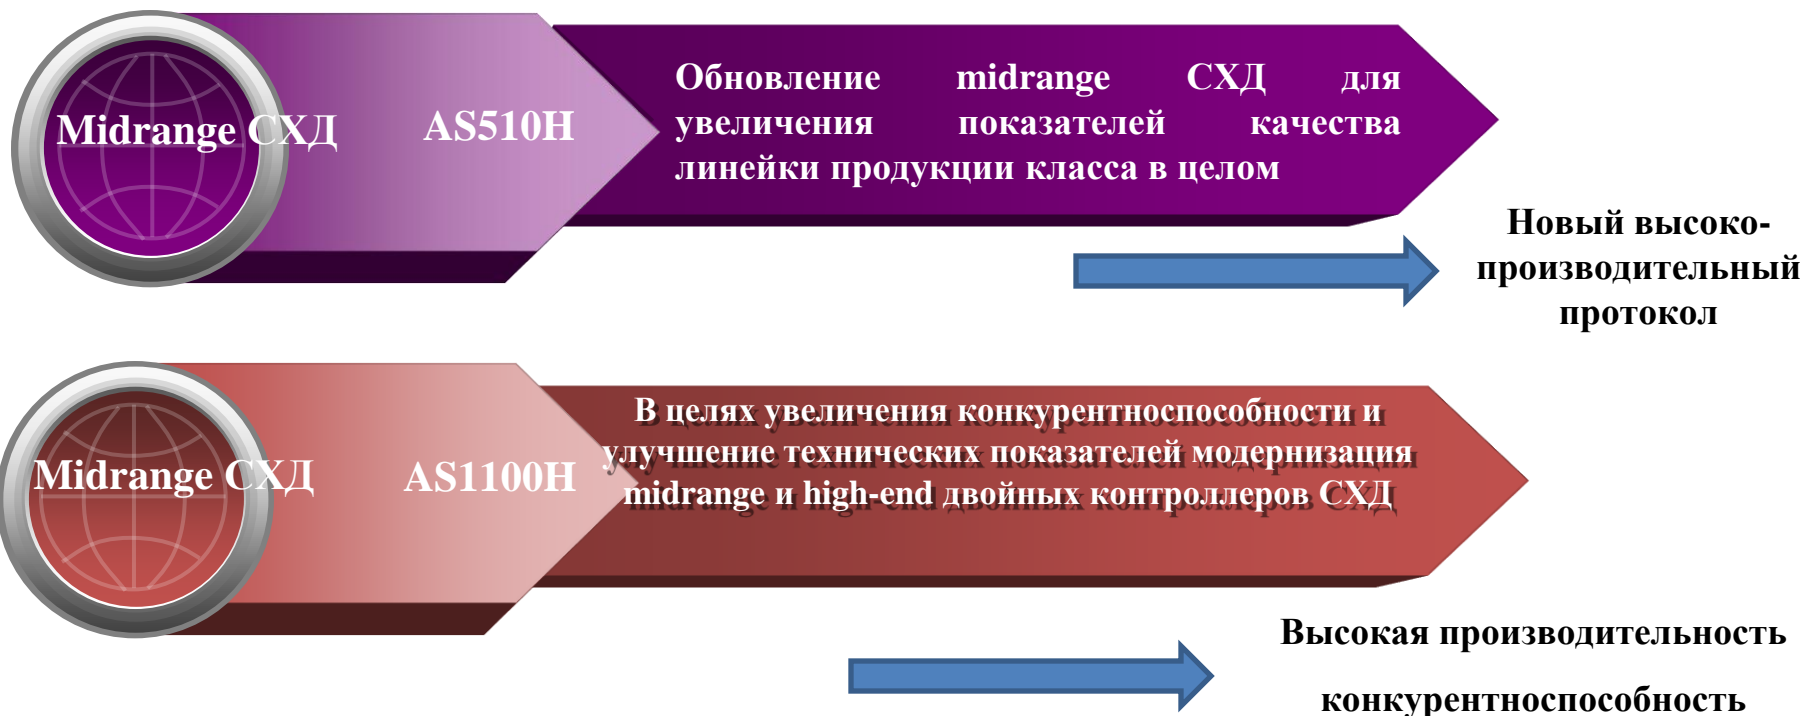 Midrange СХД
AS510H
Обновление midrange СХД для
увеличения показателей качества
линейки продукции класса в целом
Новый высоко-
производительный
протокол
Midrange СХД
AS1100H
В целях увеличения конкурентноспособности и
улучшение технических показателей модернизация
midrange и high-end двойных контроллеров СХД
Высокая производительность
конкурентноспособность